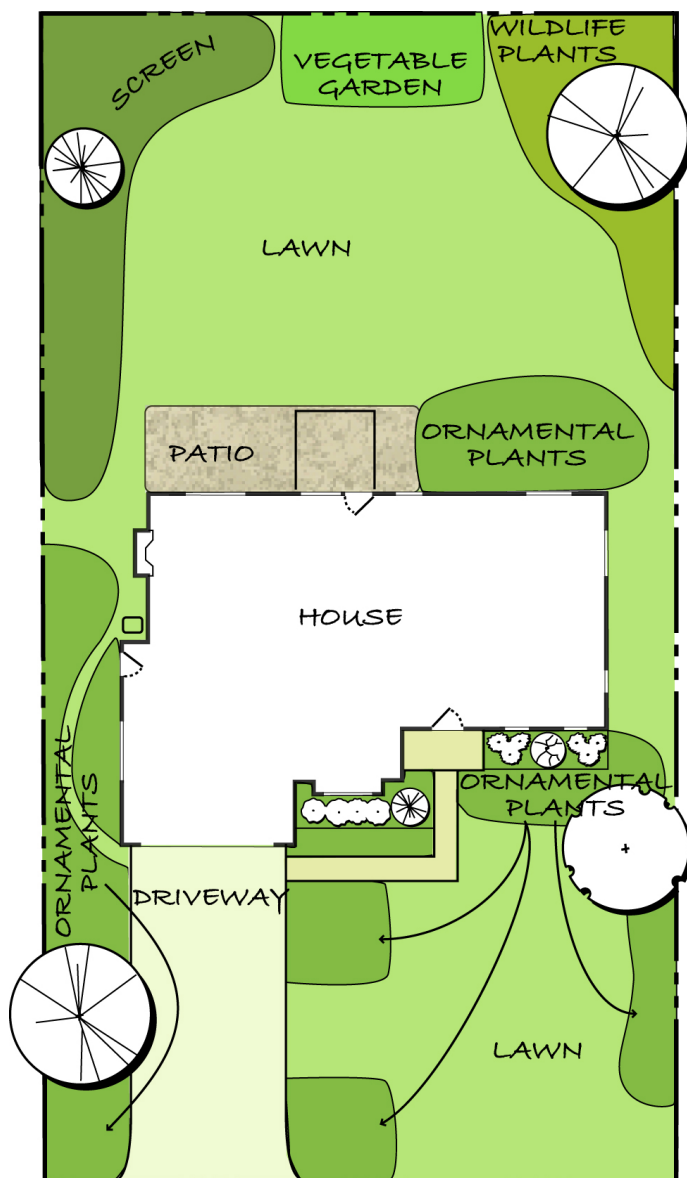 SCREEN
VEGETABLE
GARDEN
WILDLIFE
PLANTS
LAWN
PATIO
ORNAMENTAL
PLANTS
HOUSE
ORNAMENTAL
PLANTS
ORNAMENTAL
PLANTS
DRIVEWAY
LAWN